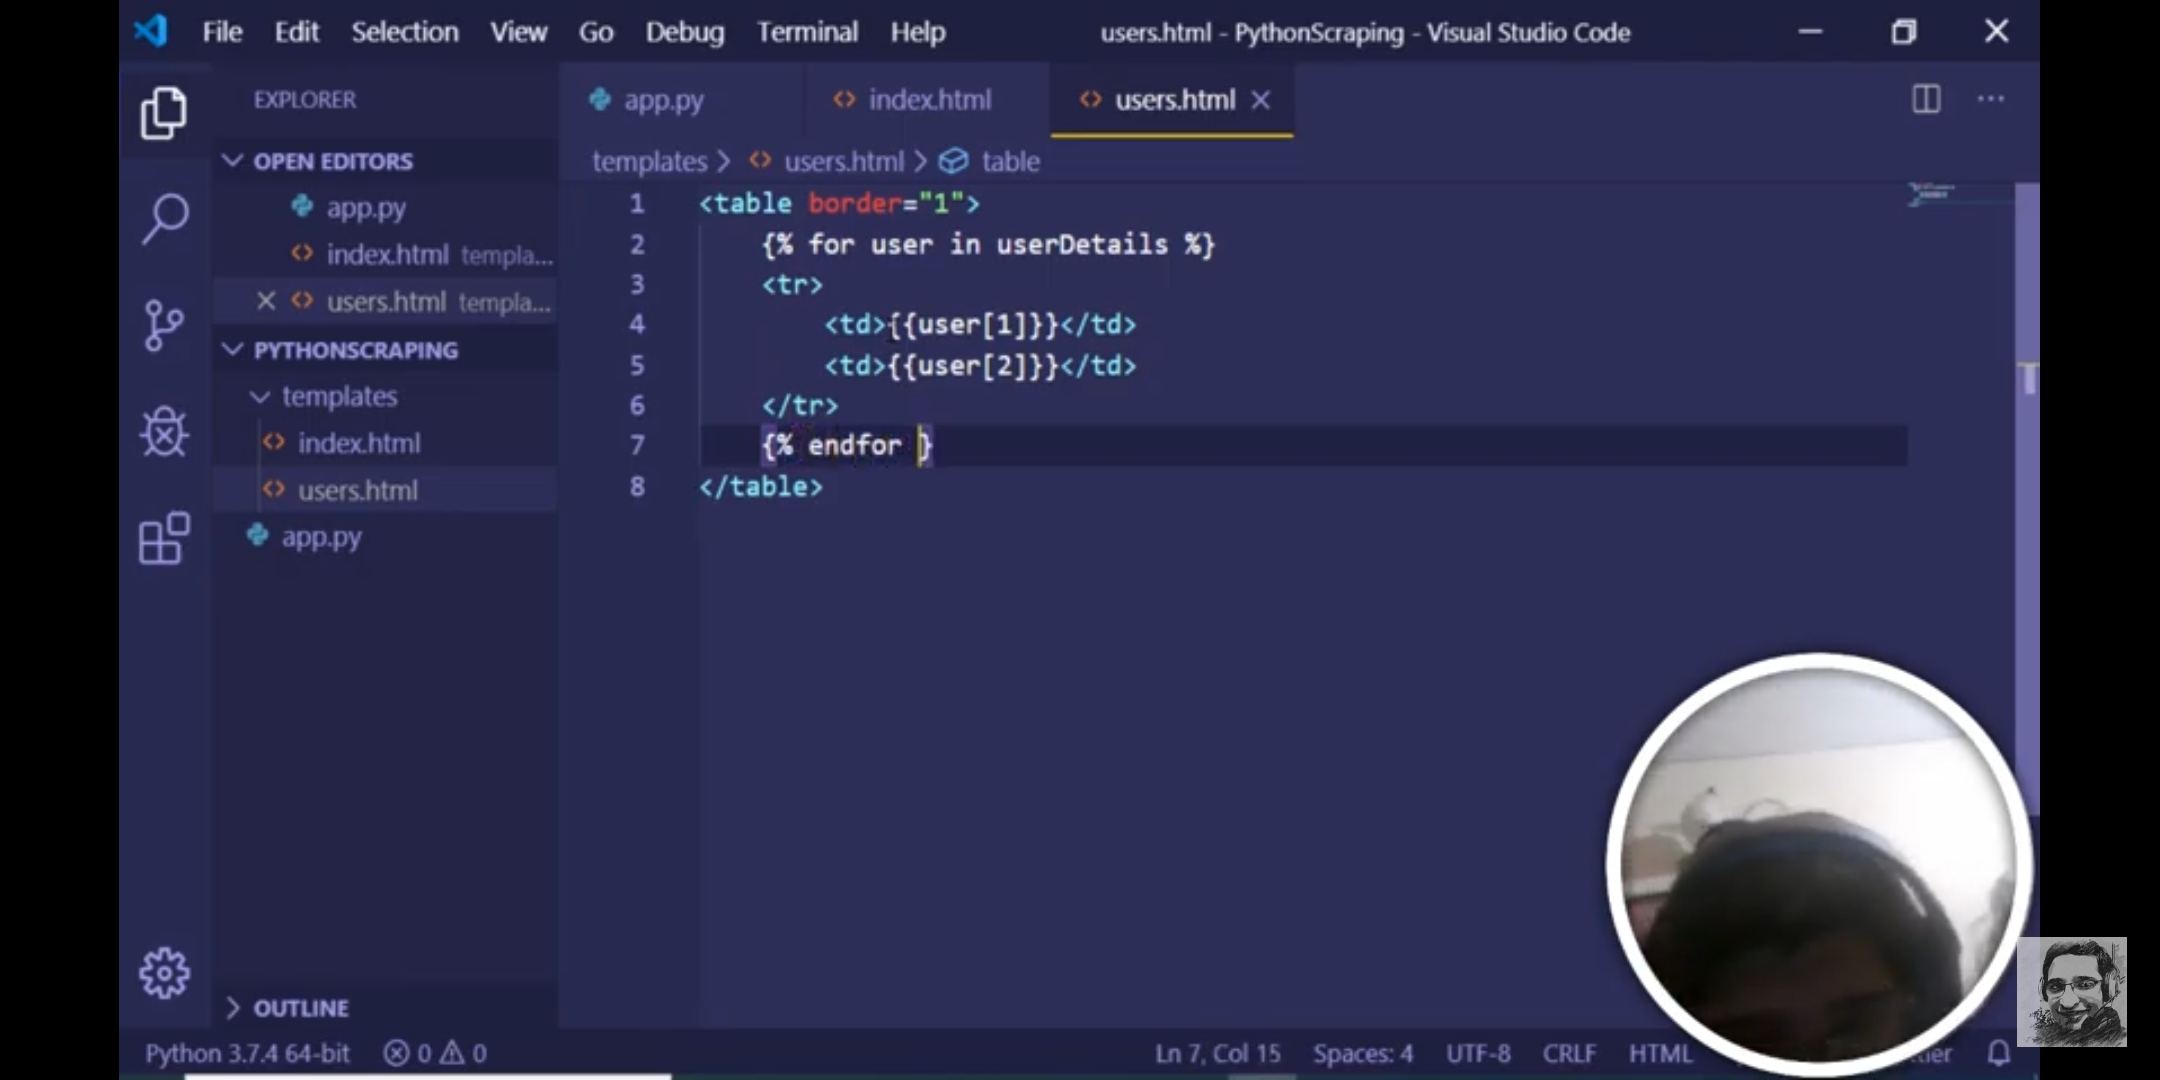 File Edit Selection View Go Debug Terminal Help users.html - PythonScraping - Visual Studio Code
EXPLORER
OPEN EDITORS
app.py
index.html templa...
users.html templa...
PYTHONSCRAPING
templates
index.html
users.html
app.py
OUTLINE
app.py index.html users.html
templates > users.html > table
1 <table border="1">
2 {% for user in userDetails %}
3 <tr>
4 <td>{{user[1]}}</td>
5 <td>{{user[2]}}</td>
6 </tr>
7 {% endfor }
8 </table>
Python 3.7.4 64-bit 0 0 Ln 7, Col 15 Spaces: 4 UTF-8 CRLF HTML